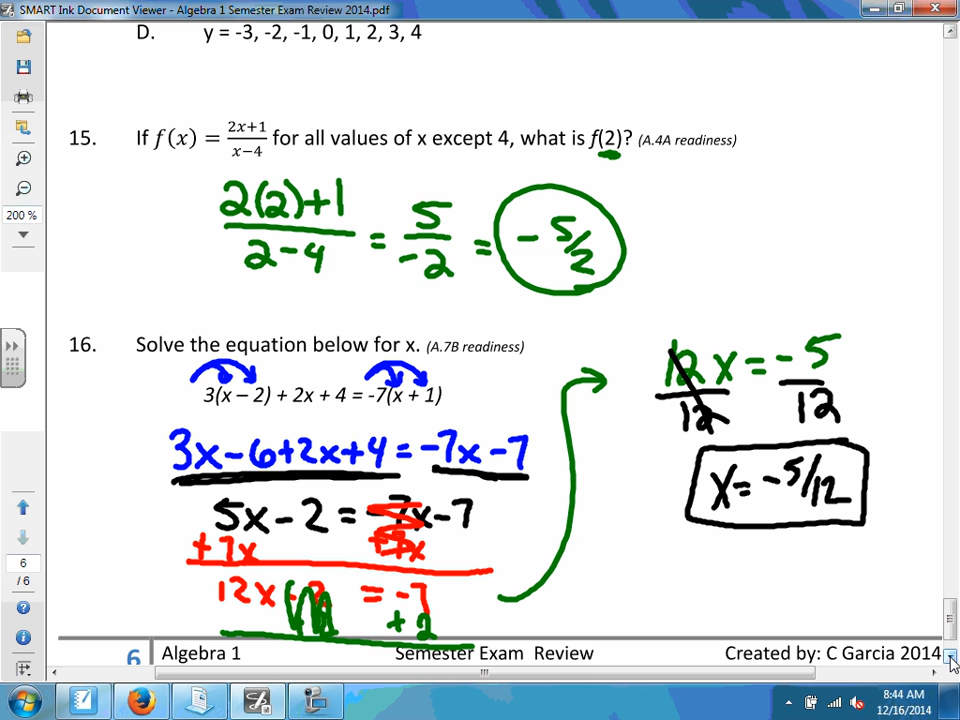 SMART Ink Document Viewer - Algebra 1 Semester Exam Review 2014.pdf
D. y = -3, -2, -1, 0, 1, 2, 3, 4
15. If f(x) = 2x+1/x−4 for all values of x except 4, what is f(2)? (A.4A readiness)
2(2)+1/2-4 = 5/-2 = -5/2
200 %
16. Solve the equation below for x. (A.7B readiness)
3(x – 2) + 2x + 4 = -7(x + 1)
3x-6+2x+4 = -7x-7
5x-2 = -7x-7
+7x +7x
12x -2 = -7
+2 +2
12x = -5
12 12
x = -5/12
6
/ 6
6 Algebra 1 Semester Exam Review Created by: C Garcia 2014
8:44 AM
12/16/2014